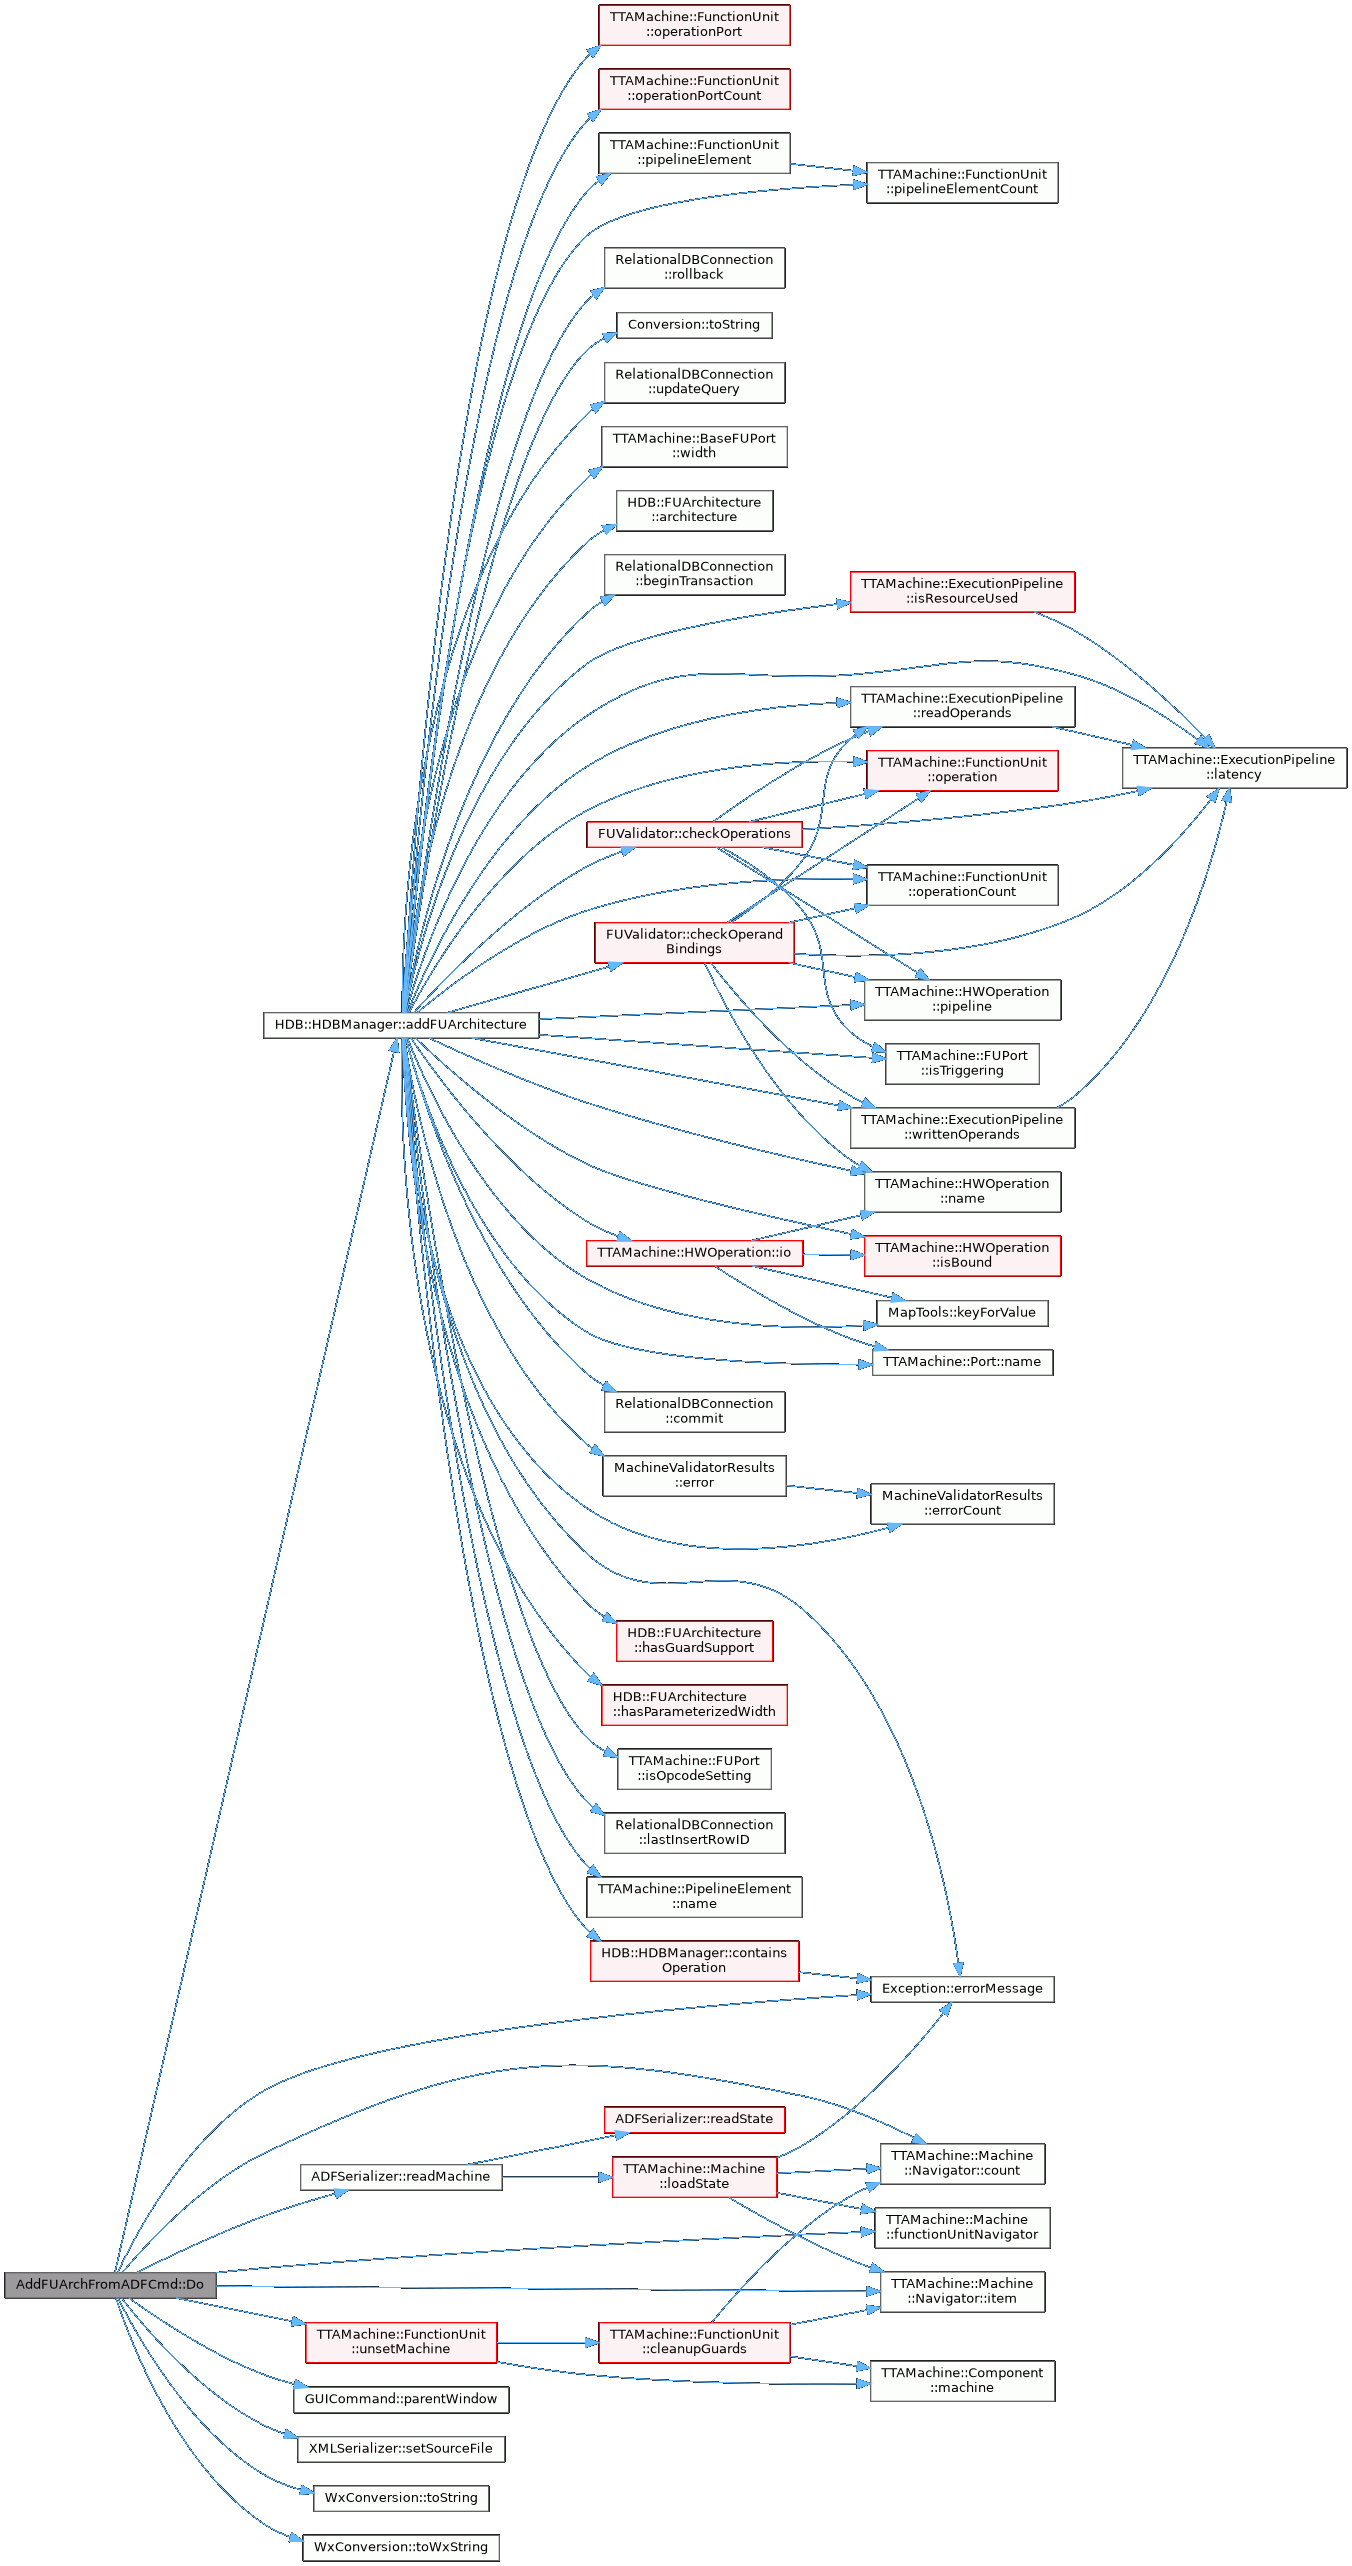 TTAMachine::FunctionUnit
::operationPort
TTAMachine::FunctionUnit
::operationPortCount
TTAMachine::FunctionUnit
::pipelineElement
TTAMachine::FunctionUnit
::pipelineElementCount
RelationalDBConnection
::rollback
Conversion::toString
RelationalDBConnection
::updateQuery
TTAMachine::BaseFUPort
::width
HDB::FUArchitecture
::architecture
RelationalDBConnection
::beginTransaction
TTAMachine::ExecutionPipeline
::isResourceUsed
TTAMachine::ExecutionPipeline
::readOperands
TTAMachine::FunctionUnit
::operation
TTAMachine::ExecutionPipeline
::latency
FUValidator::checkOperations
TTAMachine::FunctionUnit
::operationCount
FUValidator::checkOperand
Bindings
TTAMachine::HWOperation
::pipeline
HDB::HDBManager::addFUArchitecture
TTAMachine::FUPort
::isTriggering
TTAMachine::ExecutionPipeline
::writtenOperands
TTAMachine::HWOperation
::name
TTAMachine::HWOperation::io
TTAMachine::HWOperation
::isBound
MapTools::keyForValue
TTAMachine::Port::name
RelationalDBConnection
::commit
MachineValidatorResults
::error
MachineValidatorResults
::errorCount
HDB::FUArchitecture
::hasGuardSupport
HDB::FUArchitecture
::hasParameterizedWidth
TTAMachine::FUPort
::isOpcodeSetting
RelationalDBConnection
::lastInsertRowID
TTAMachine::PipelineElement
::name
HDB::HDBManager::contains
Operation
Exception::errorMessage
ADFSerializer::readState
ADFSerializer::readMachine
TTAMachine::Machine
::loadState
TTAMachine::Machine
::Navigator::count
TTAMachine::Machine
::functionUnitNavigator
AddFUArchFromADFCmd::Do
TTAMachine::Machine
::Navigator::item
TTAMachine::FunctionUnit
::unsetMachine
TTAMachine::FunctionUnit
::cleanupGuards
TTAMachine::Component
::machine
GUICommand::parentWindow
XMLSerializer::setSourceFile
WxConversion::toString
WxConversion::toWxString